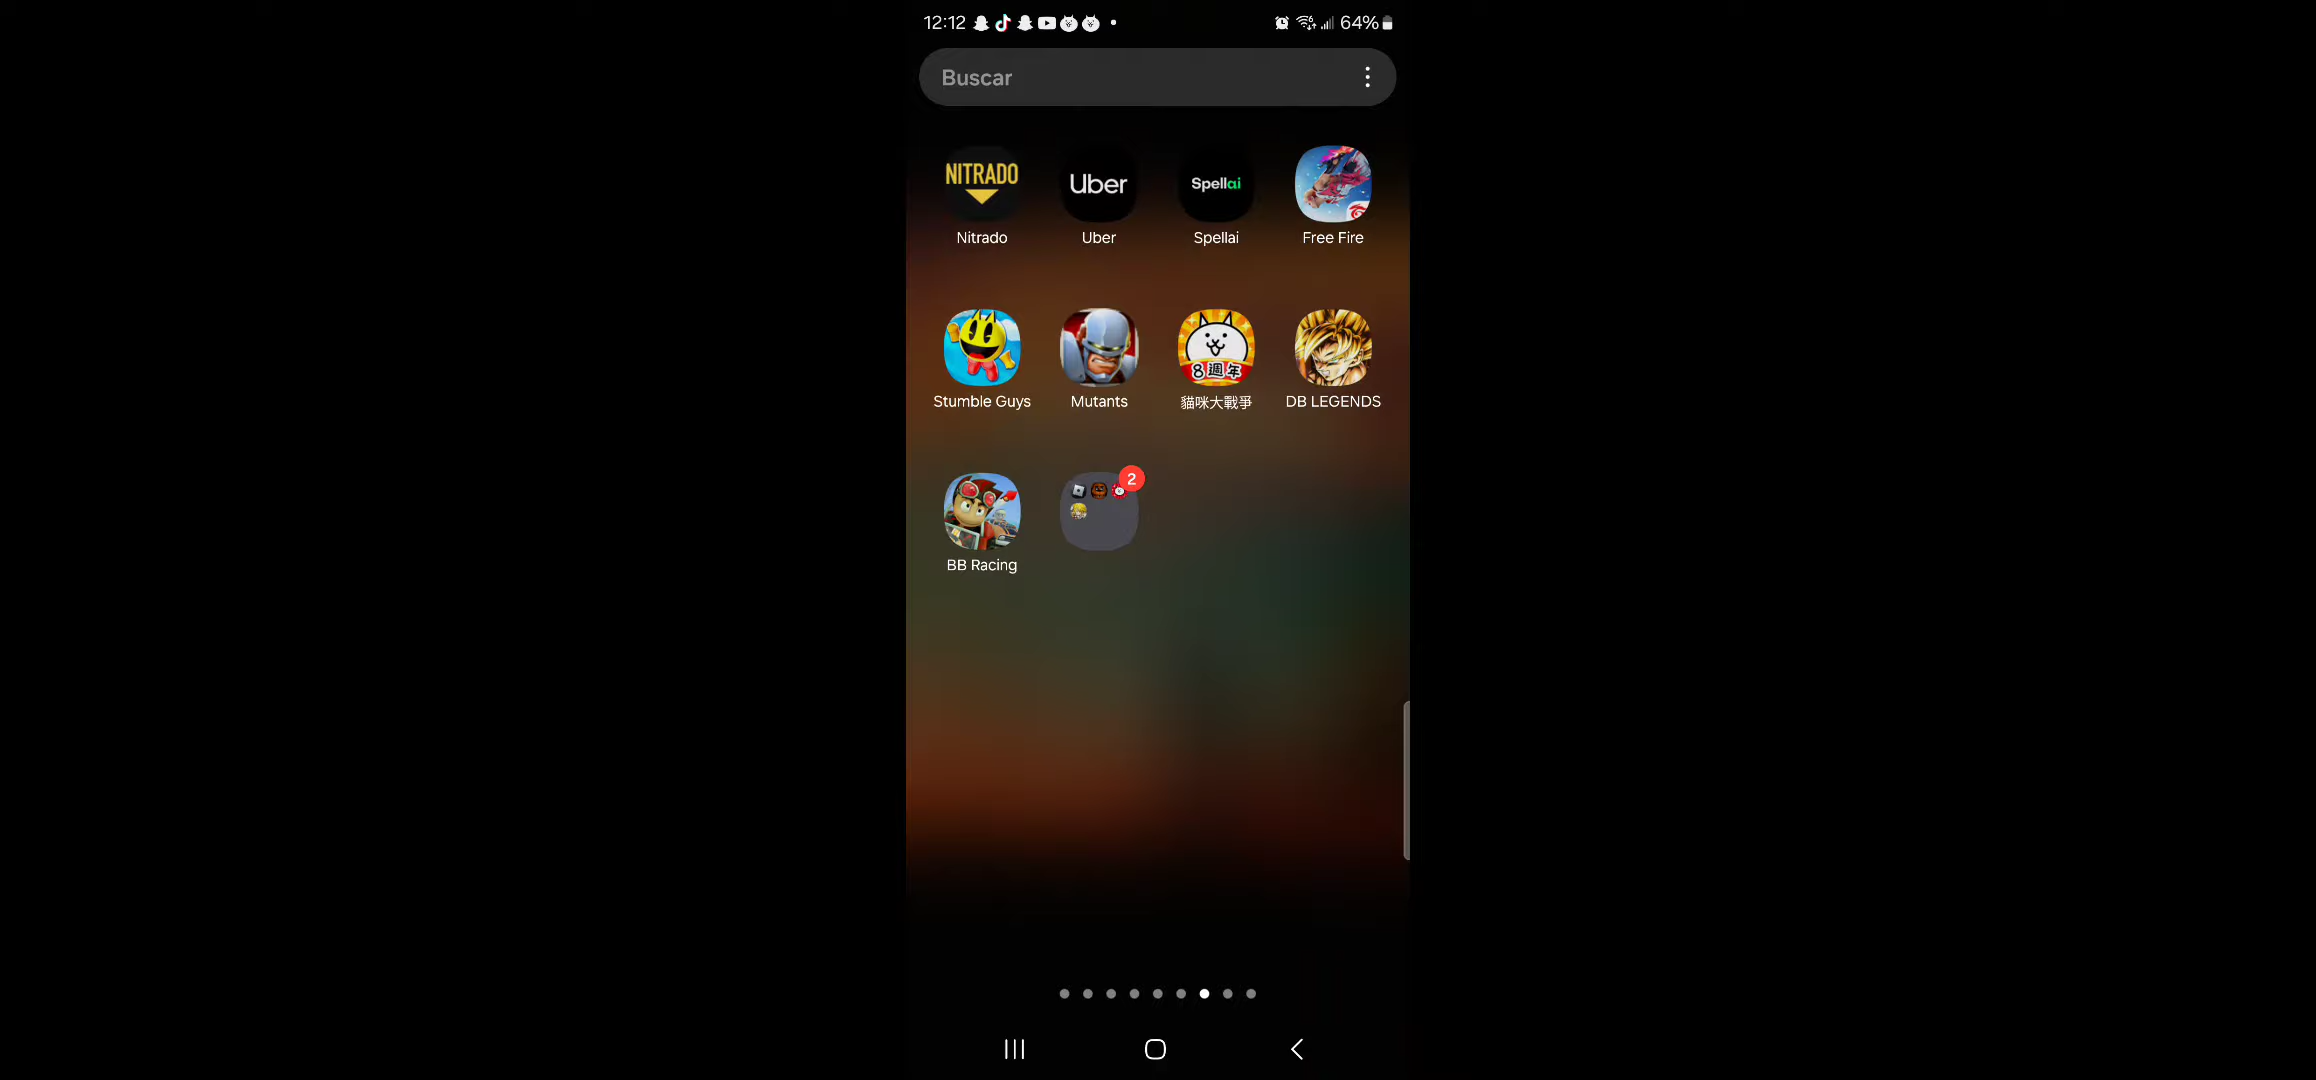 12:12
64%
Buscar
NITRADO
Uber
Spellai
Nitrado
Uber
Spellai
Free Fire
8週年
Stumble Guys
Mutants
貓咪大戰爭
DB LEGENDS
2
BB Racing